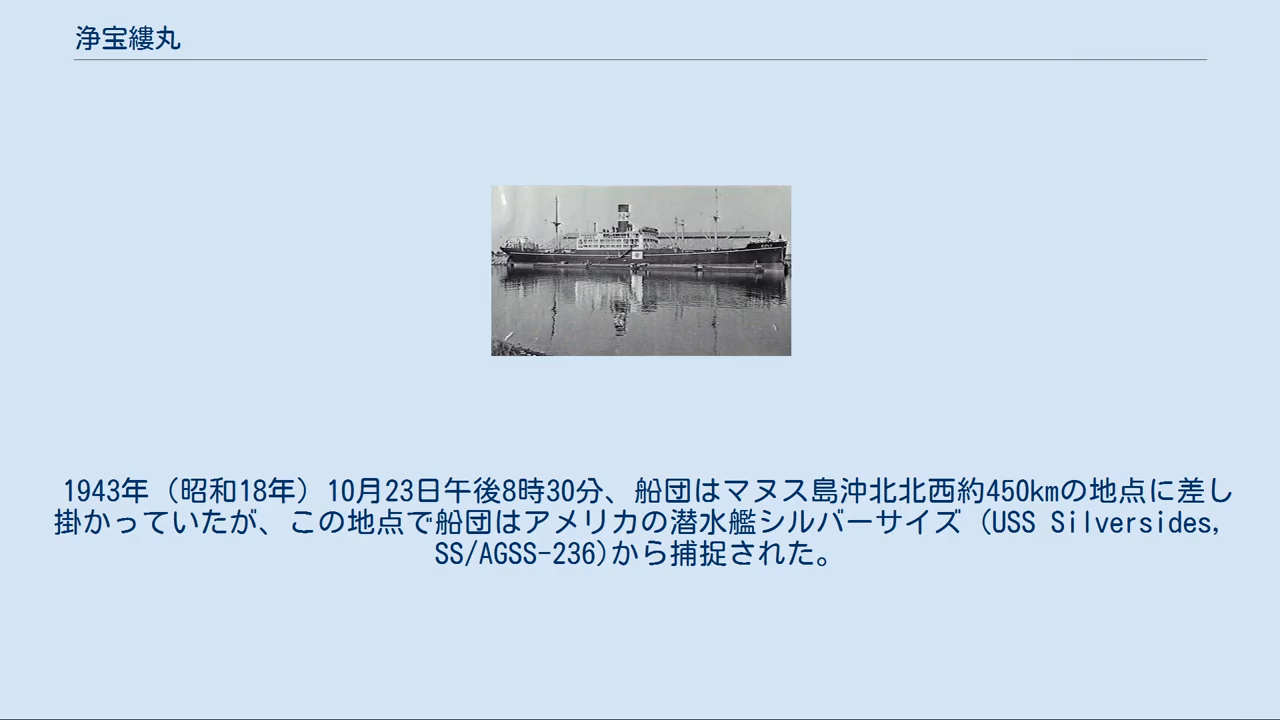 浄宝縷丸
1943年（昭和18年）10月23日午後8時30分、船団はマヌス島沖北北西約450kmの地点に差し
掛かっていたが、この地点で船団はアメリカの潜水艦シルバーサイズ（USS Silversides,
SS/AGSS-236)から捕捉された。